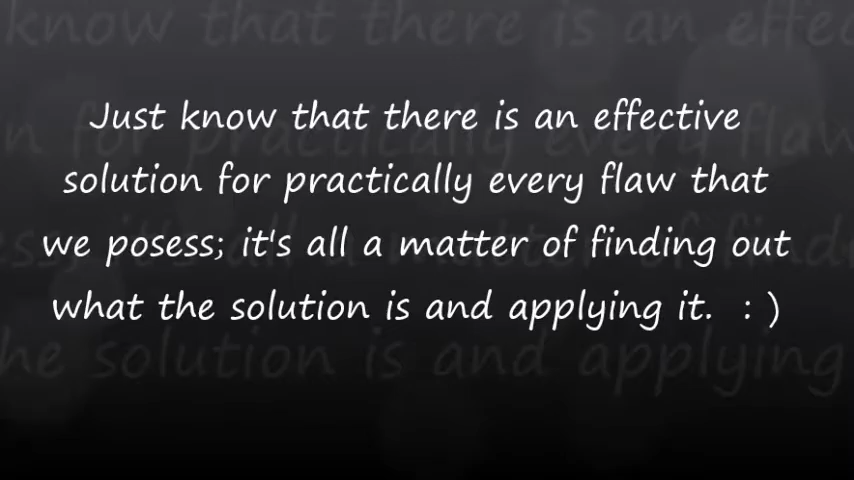 Just know that there is an effective
solution for practically every flaw that
we posess; it's all a matter of finding out
what the solution is and applying it.  : )